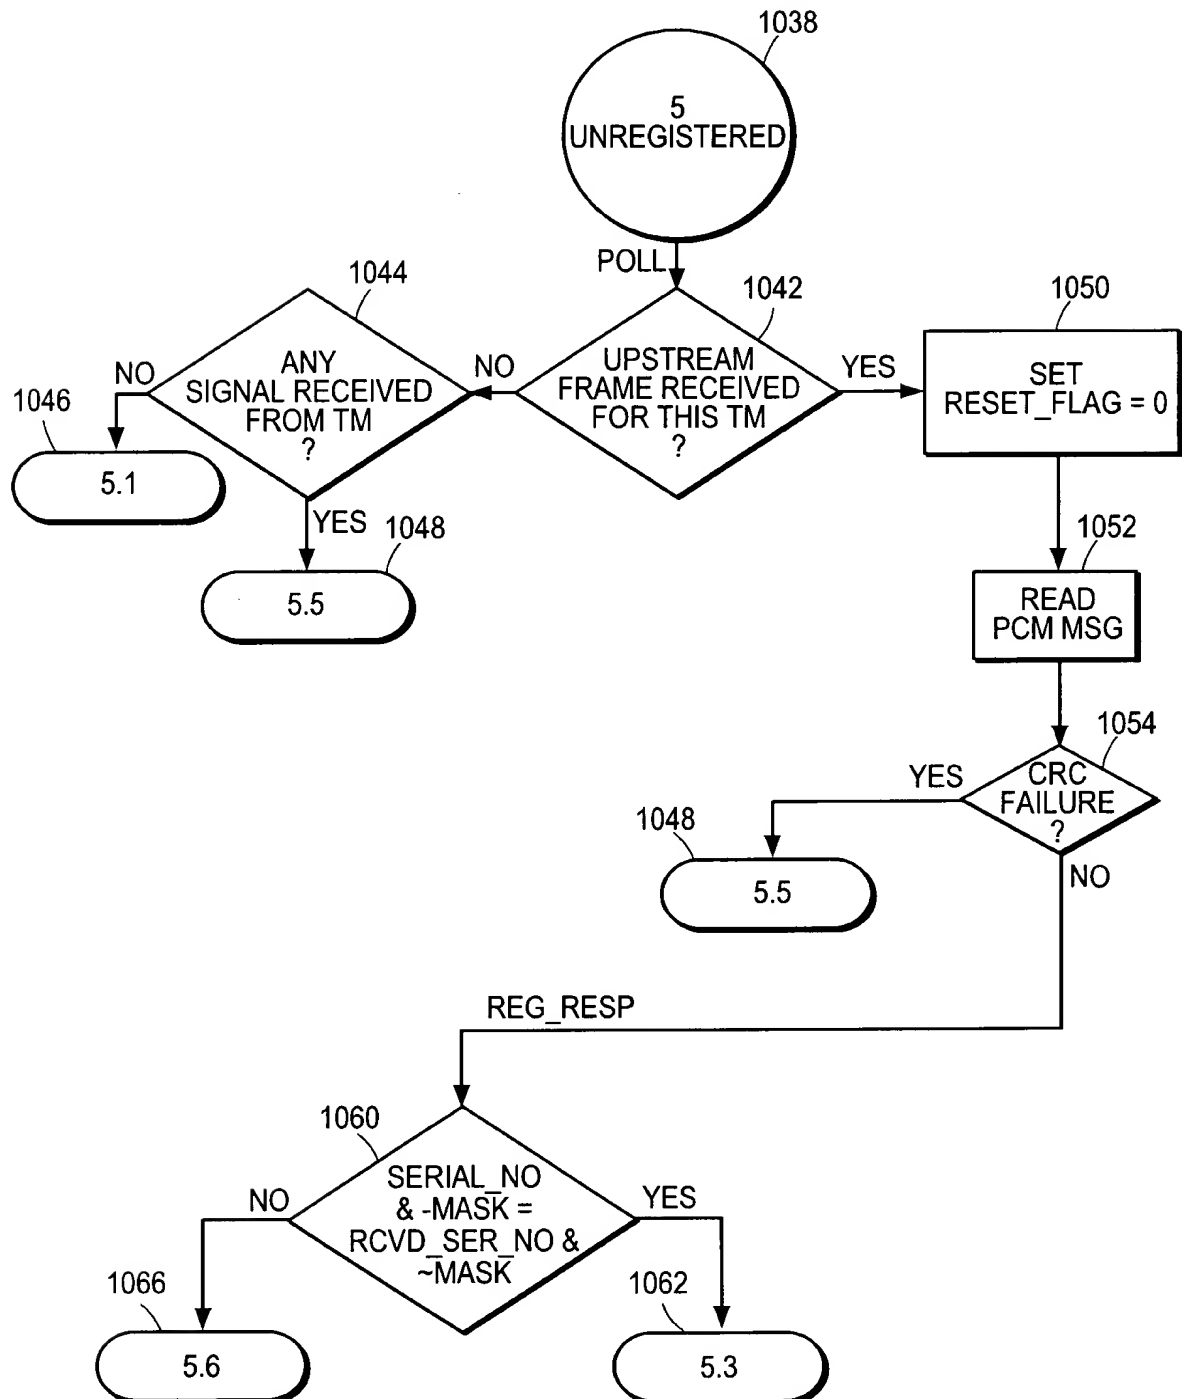 1038
5
UNREGISTERED
POLL
1044
1042
1050
NO
ANY
SIGNAL RECEIVED
FROM TM
?
NO
UPSTREAM
FRAME RECEIVED
FOR THIS TM
?
YES
SET
RESET_FLAG = 0
1046
5.1
YES
1048
5.5
1052
READ
PCM MSG
1054
YES
CRC
FAILURE
?
1048
5.5
NO
REG_RESP
1060
NO
SERIAL_NO
& -MASK =
RCVD_SER_NO &
~MASK
YES
1066
5.6
1062
5.3